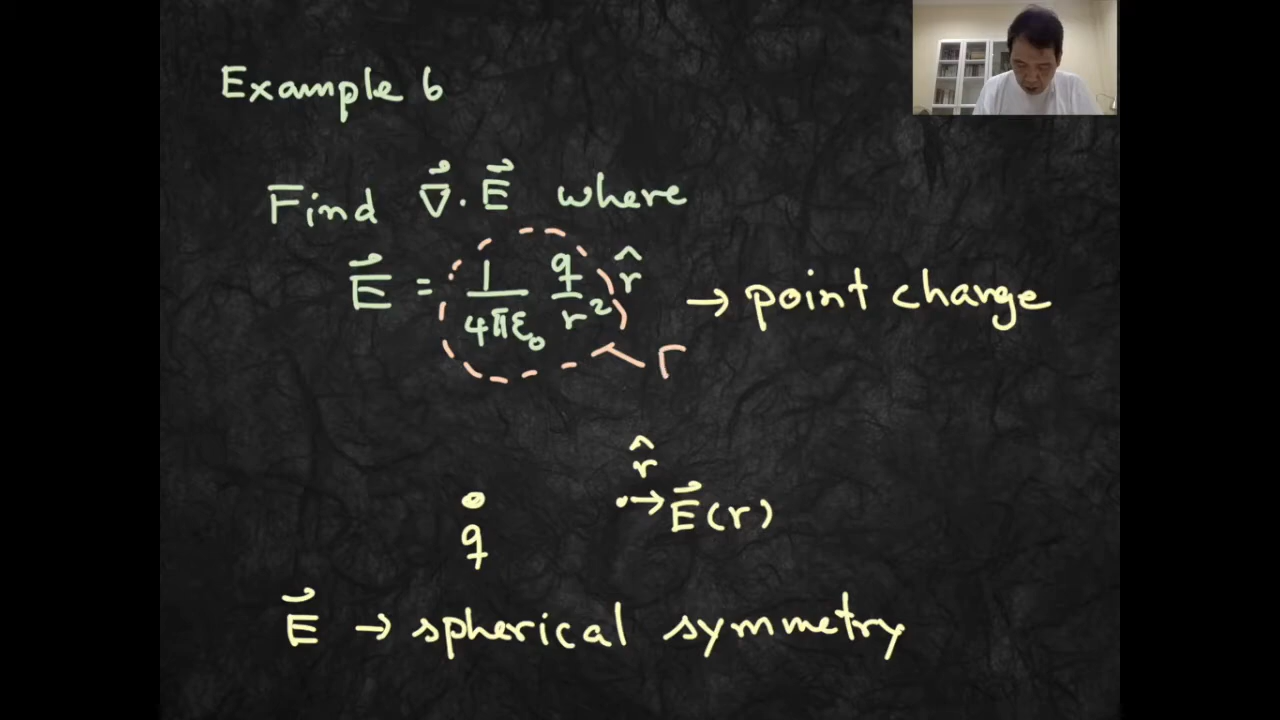 Example 6
Find ∇⃗ · E⃗ where
E⃗ = 1/4πε₀ q/r² r̂ → point charge
r
r̂
E⃗(r)
q
E⃗ → spherical symmetry